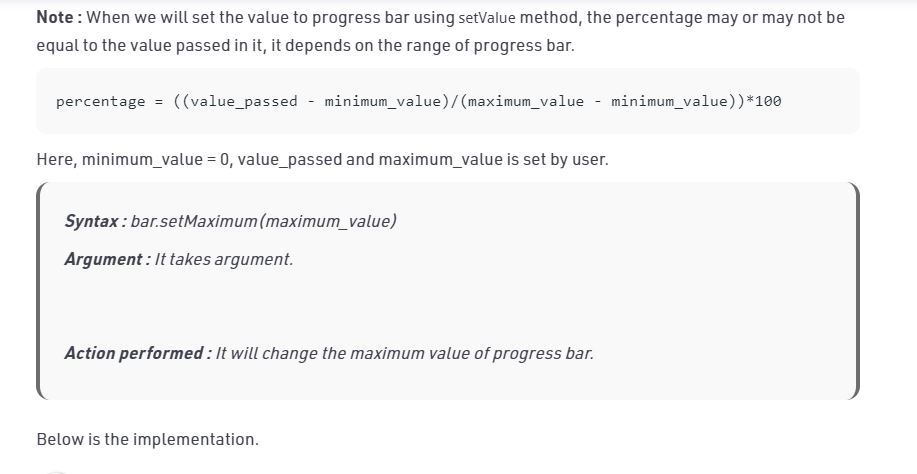 Note : When we will set the value to progress bar using setValue method, the percentage may or may not be
equal to the value passed in it, it depends on the range of progress bar.
percentage = ((value_passed - minimum_value)/(maximum_value - minimum_value))*100
Here, minimum_value = 0, value_passed and maximum_value is set by user.
Syntax : bar.setMaximum(maximum_value)
Argument : It takes argument.
Action performed : It will change the maximum value of progress bar.
Below is the implementation.